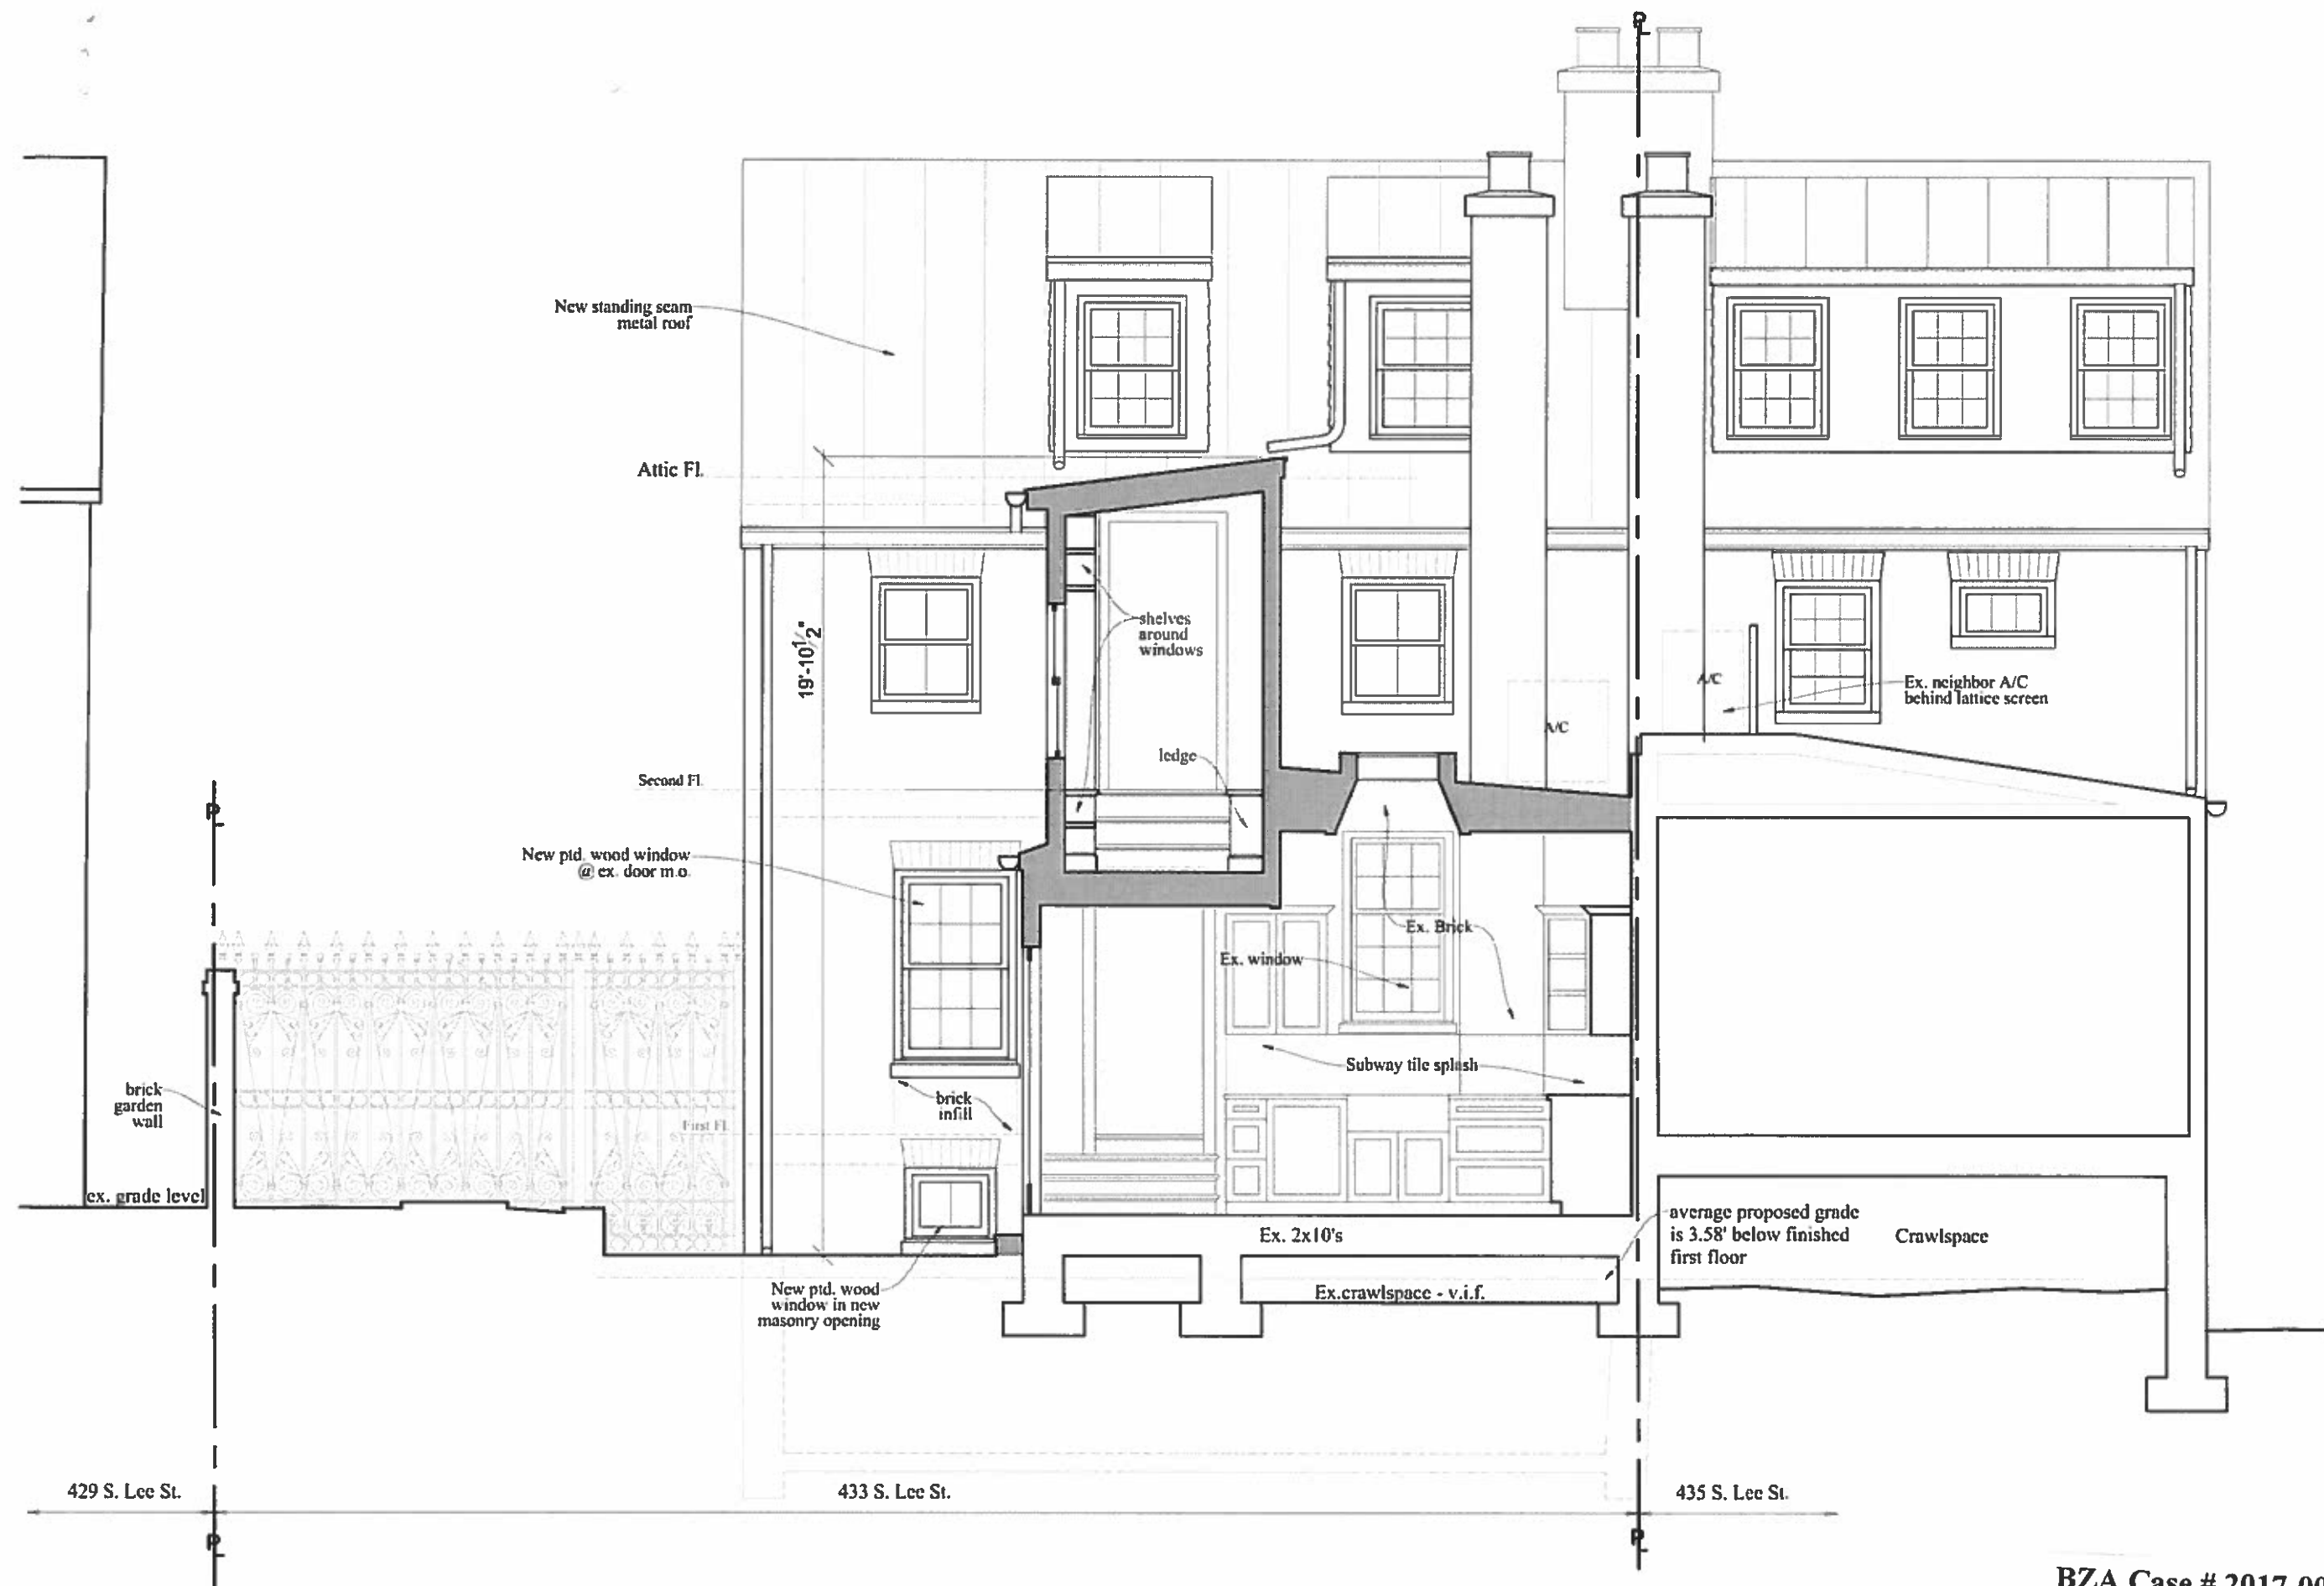 P
L
New standing seam
metal roof
Attic Fl.
19'-10 1/2"
shelves
around
windows
A/C
Ex. neighbor A/C
behind lattice screen
A/C
ledge
Second Fl.
P
L
New ptd. wood window
@ ex. door m.o.
Ex. Brick
Ex. window
Subway tile splash
brick
garden
wall
brick
infill
First Fl.
ex. grade level
average proposed grade
is 3.58' below finished
first floor
Crawlspace
Ex. 2x10's
Ex.crawlspace - v.i.f.
New ptd. wood
window in new
masonry opening
429 S. Lee St.
433 S. Lee St.
435 S. Lee St.
P
L
P
L
BZA Case # 2017-00